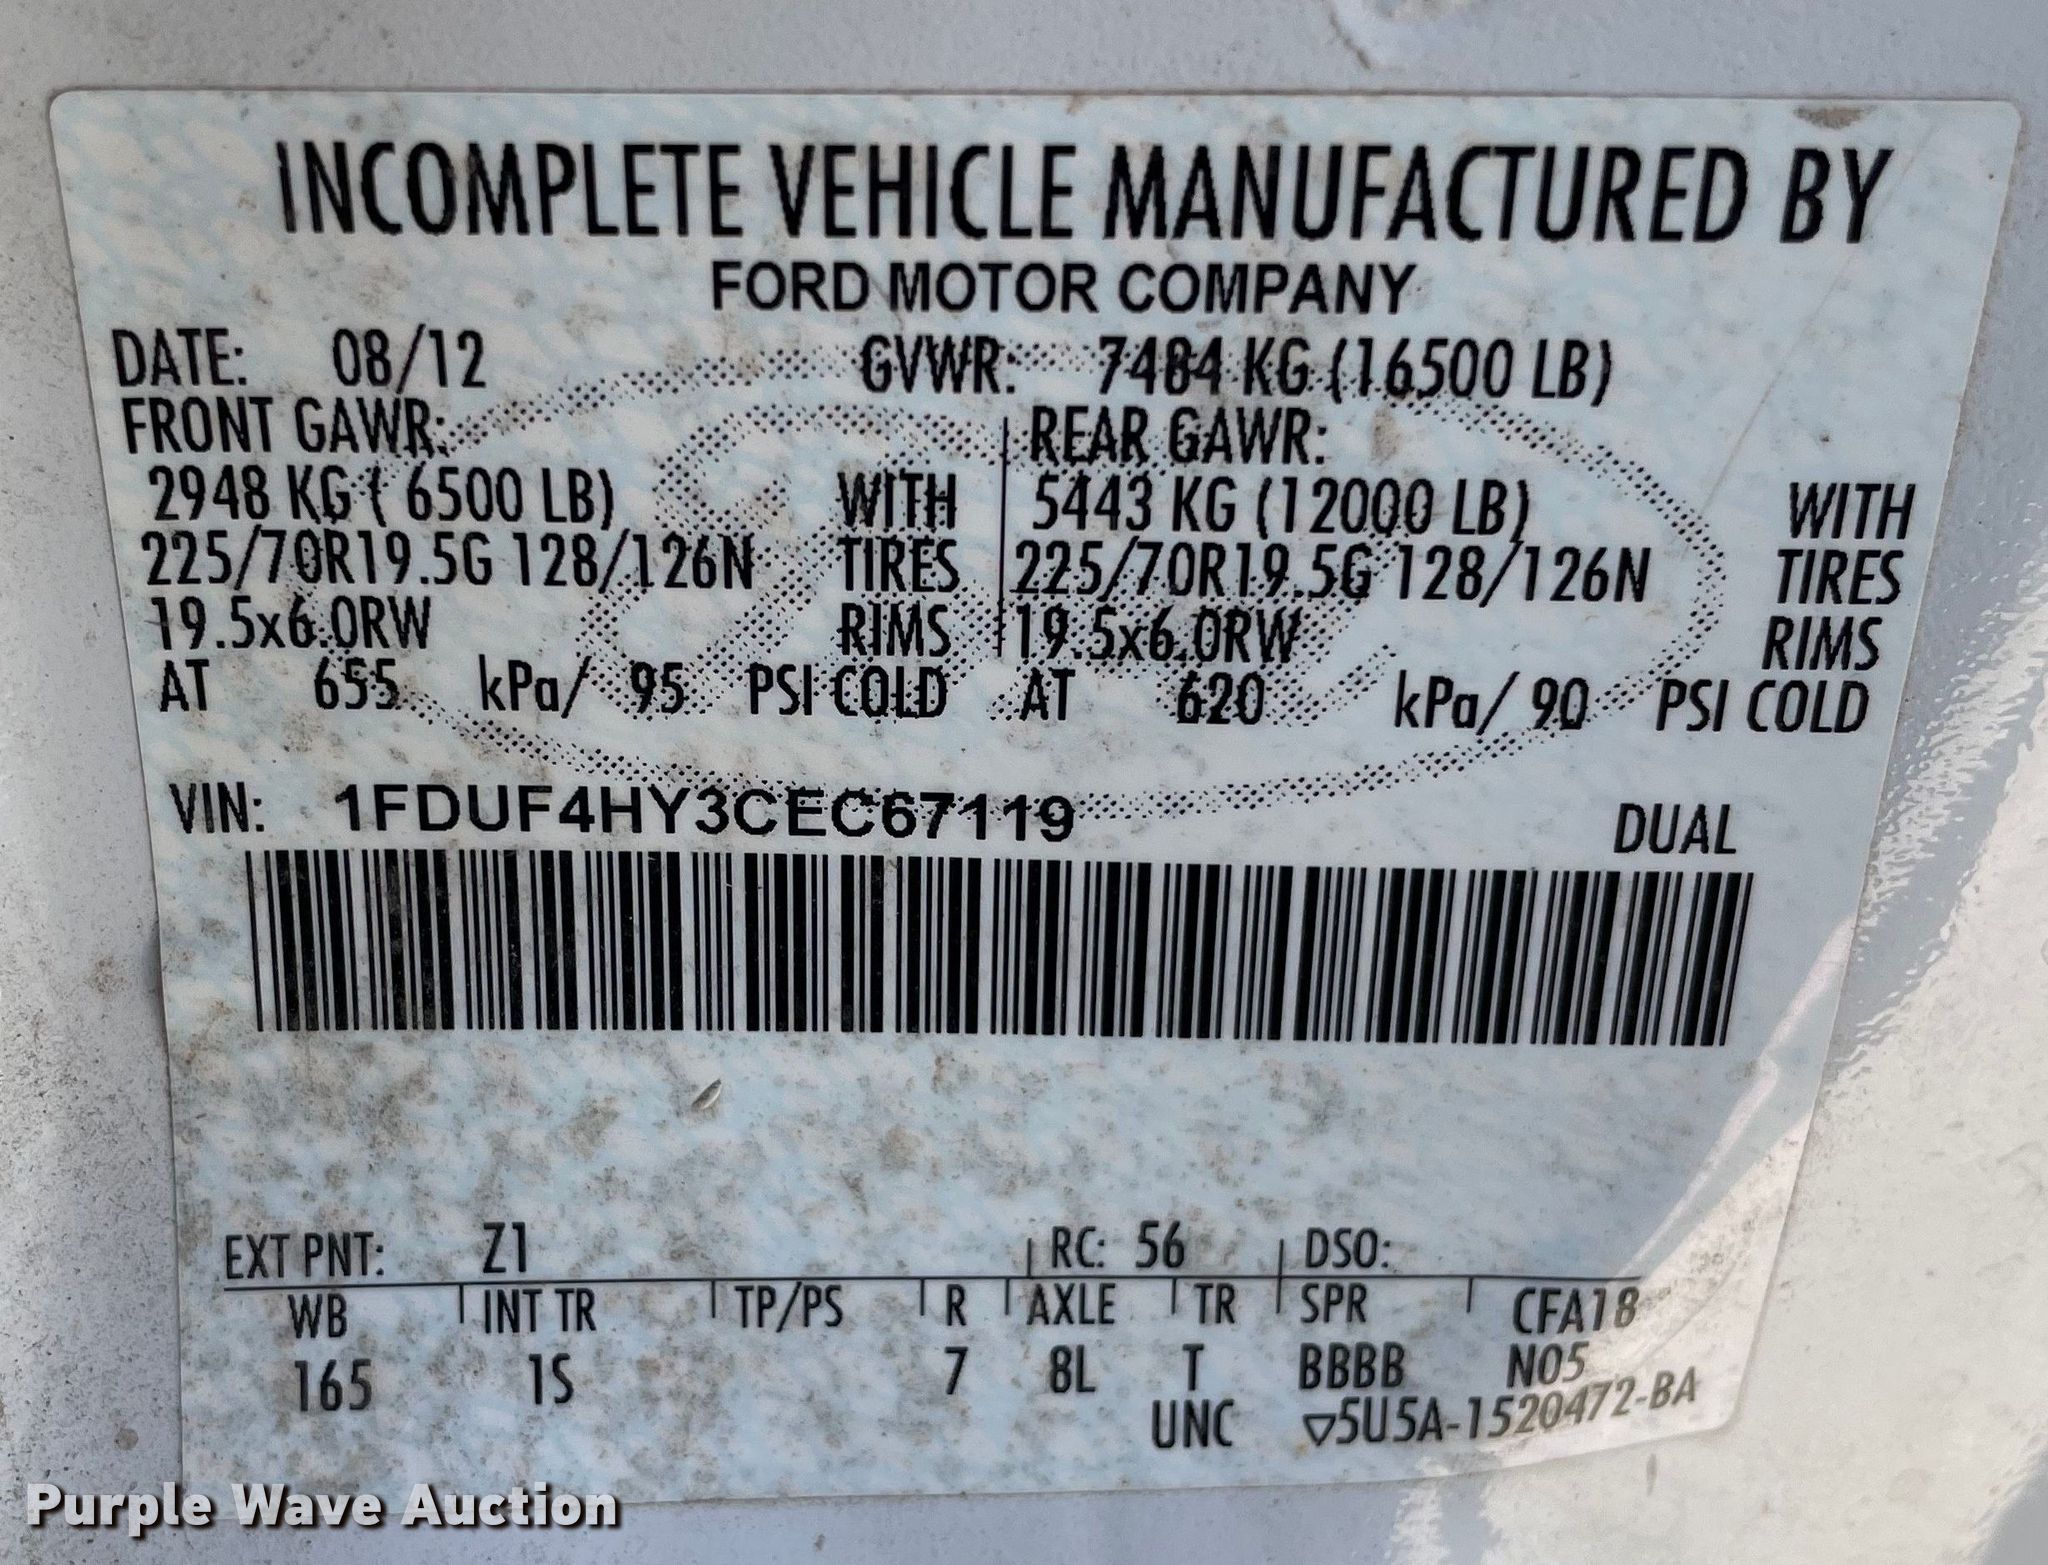 INCOMPLETE VEHICLE MANUFACTURED BY
FORD MOTOR COMPANY
DATE: 08/12 GVWR: 7484 KG (16500 LB)
FRONT GAWR: REAR GAWR:
2948 KG ( 6500 LB) WITH 5443 KG (12000 LB) WITH
225/70R19.5G 128/126N TIRES 225/70R19.5G 128/126N TIRES
19.5x6.0RW RIMS 19.5x6.0RW RIMS
AT 655 kPa/ 95 PSI COLD AT 620 kPa/ 90 PSI COLD
VIN: 1FDUF4HY3CEC67119 DUAL
EXT PNT: Z1 RC: 56 DSO:
WB INT TR TP/PS R AXLE TR SPR CFA18
165 1S 7 8L T BBBB N05
UNC ▽5U5A-1520472-BA
Purple Wave Auction